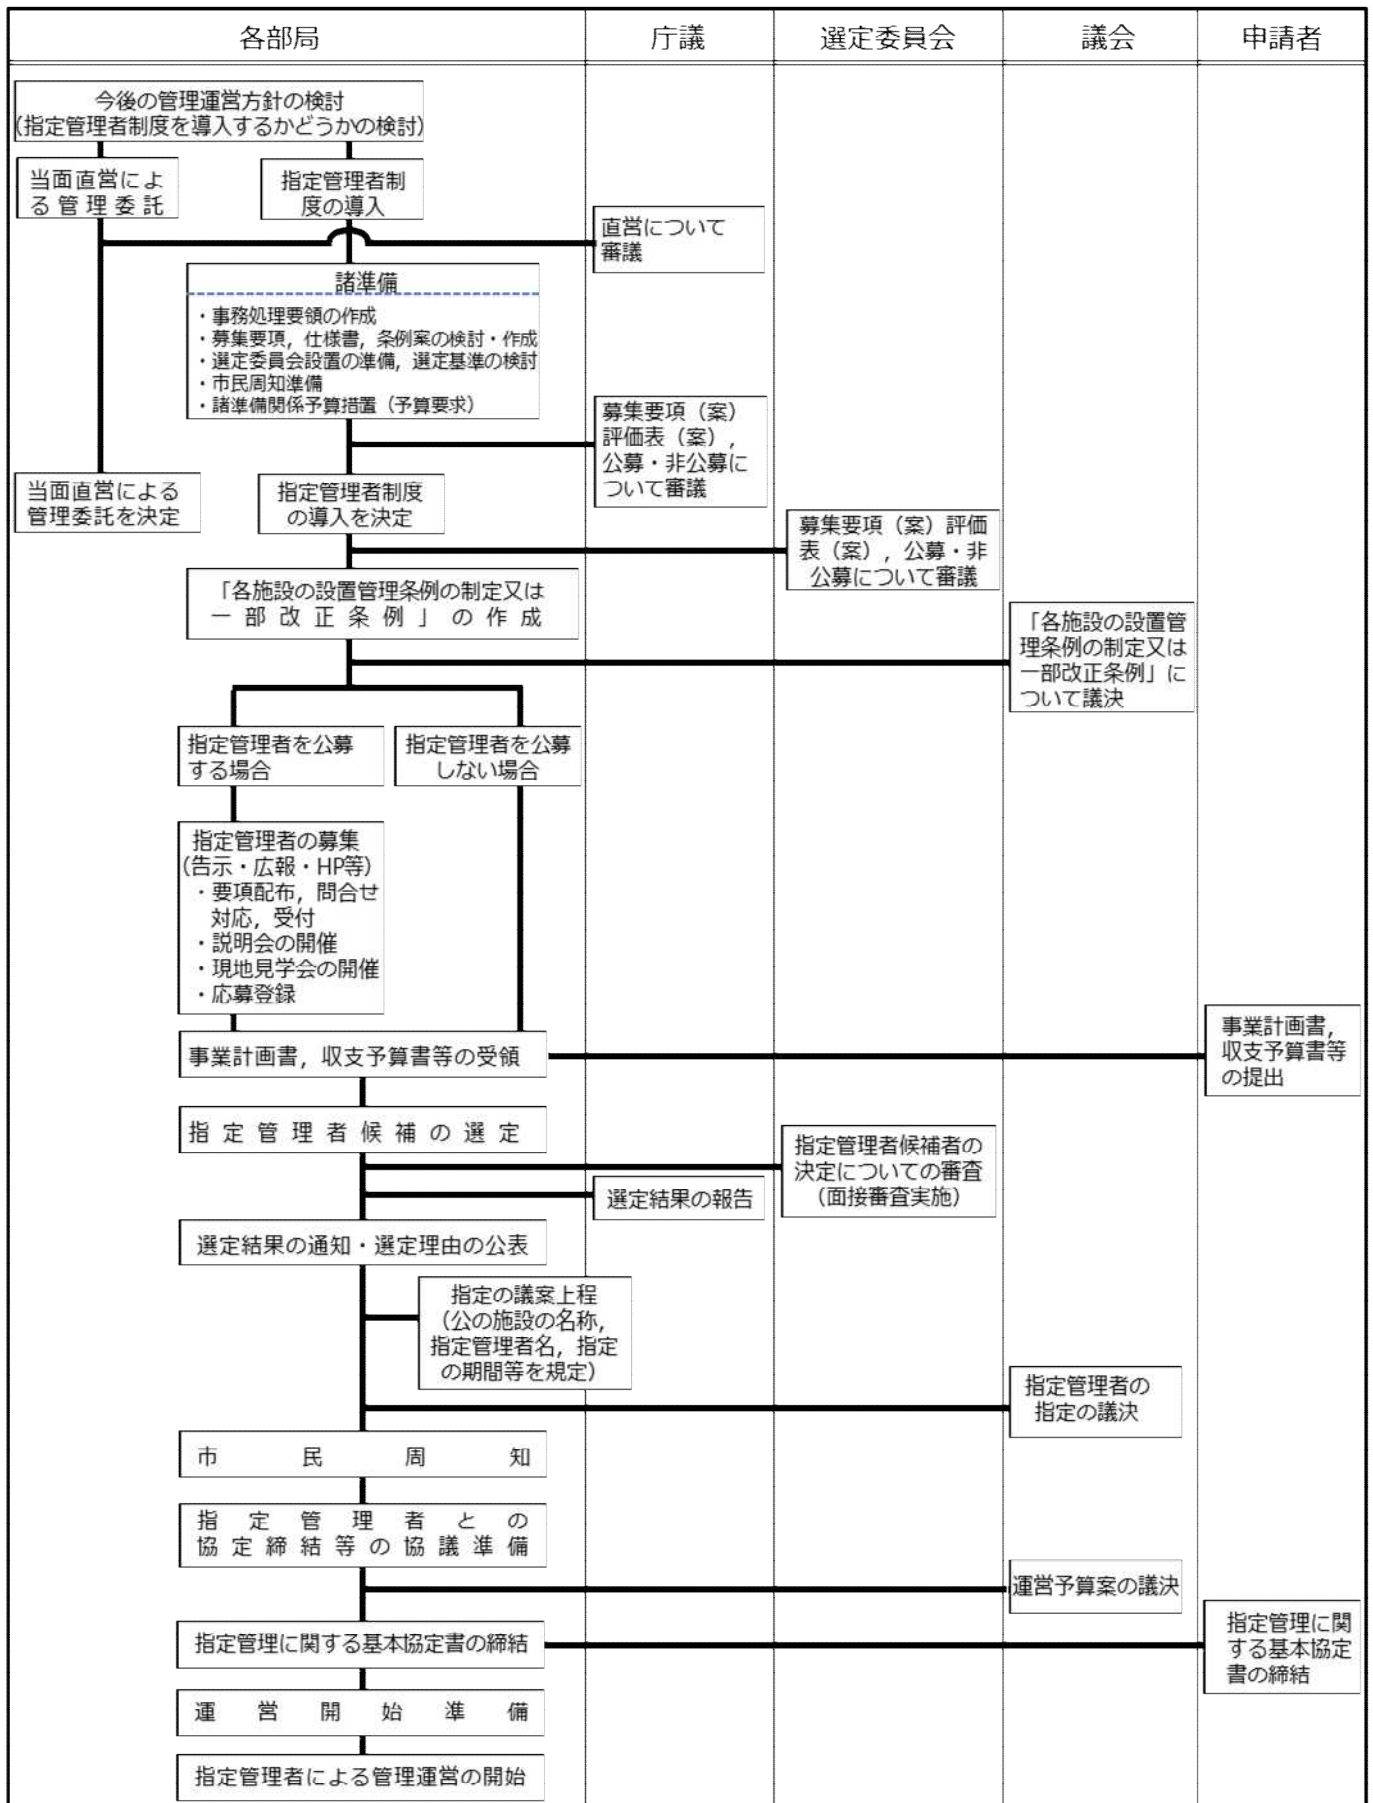 各部局
庁議
選定委員会
議会
申請者
今後の管理運営方針の検討
(指定管理者制度を導入するかどうかの検討)
当面直営によ
る管理委託
指定管理者制
度の導入
直営について
審議
諸準備
・事務処理要領の作成
・募集要項，仕様書，条例案の検討・作成
・選定委員会設置の準備，選定基準の検討
・市民周知準備
・諸準備関係予算措置（予算要求）
募集要項（案）
評価表（案），
公募・非公募に
ついて審議
当面直営による
管理委託を決定
指定管理者制度
の導入を決定
募集要項（案）評価
表（案），公募・非
公募について審議
「各施設の設置管理条例の制定又は
一部改正条例」の作成
「各施設の設置管
理条例の制定又は
一部改正条例」に
ついて議決
指定管理者を公募
する場合
指定管理者を公募
しない場合
指定管理者の募集
(告示・広報・HP等)
・要項配布，問合せ
対応，受付
・説明会の開催
・現地見学会の開催
・応募登録
事業計画書，収支予算書等の受領
事業計画書，
収支予算書等
の提出
指定管理者候補の選定
指定管理者候補者の
決定についての審査
（面接審査実施）
選定結果の報告
選定結果の通知・選定理由の公表
指定の議案上程
（公の施設の名称，
指定管理者名，指定
の期間等を規定）
指定管理者の
指定の議決
市民周知
指定管理者との
協定締結等の協議準備
運営予算案の議決
指定管理に関する基本協定書の締結
指定管理に関
する基本協定
書の締結
運営開始準備
指定管理者による管理運営の開始